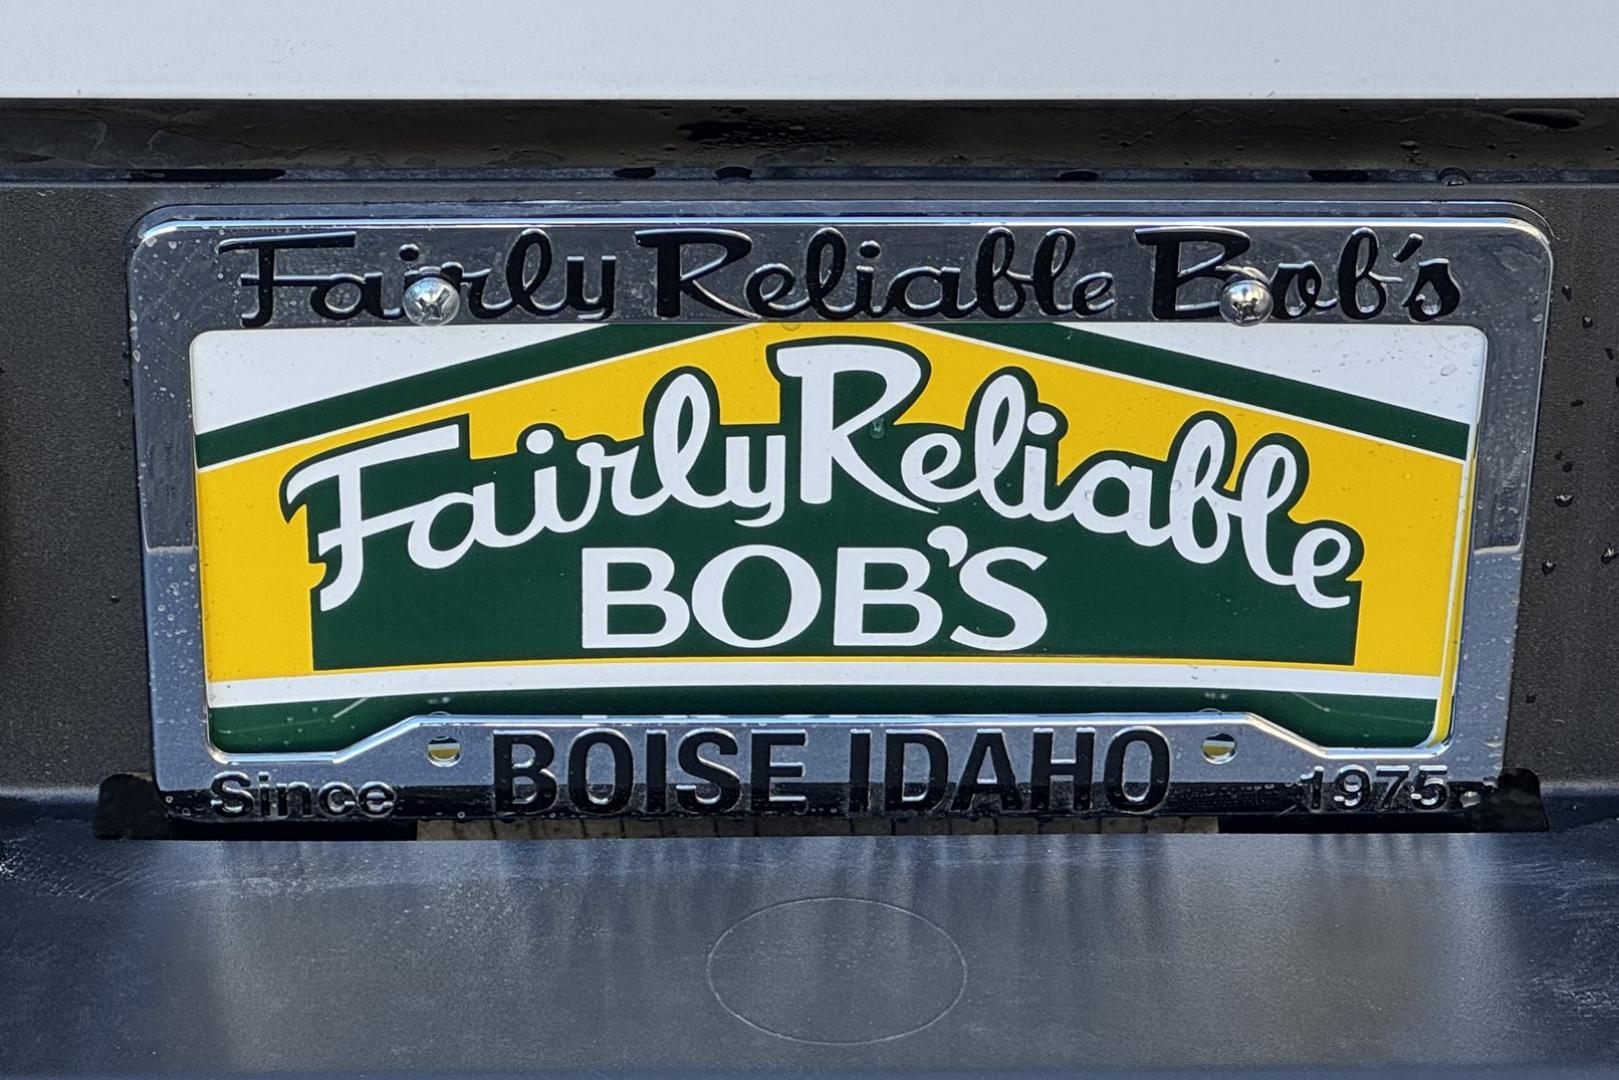 Fairly Reliable Bob's
Fairly Reliable
BOB'S
BOISE IDAHO
Since 1975